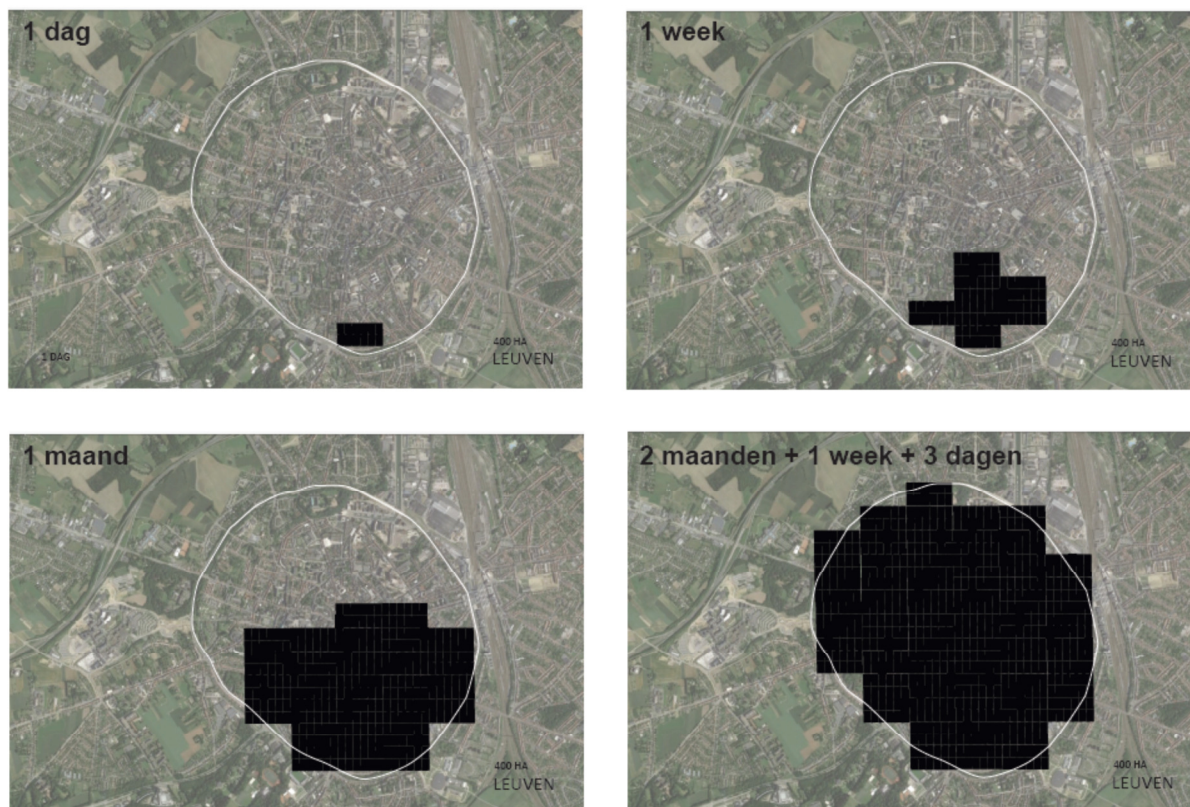 1 dag
1 DAG
400 HA
LEUVEN
1 week
400 HA
LEUVEN
1 maand
400 HA
LEUVEN
2 maanden + 1 week + 3 dagen
400 HA
LEUVEN